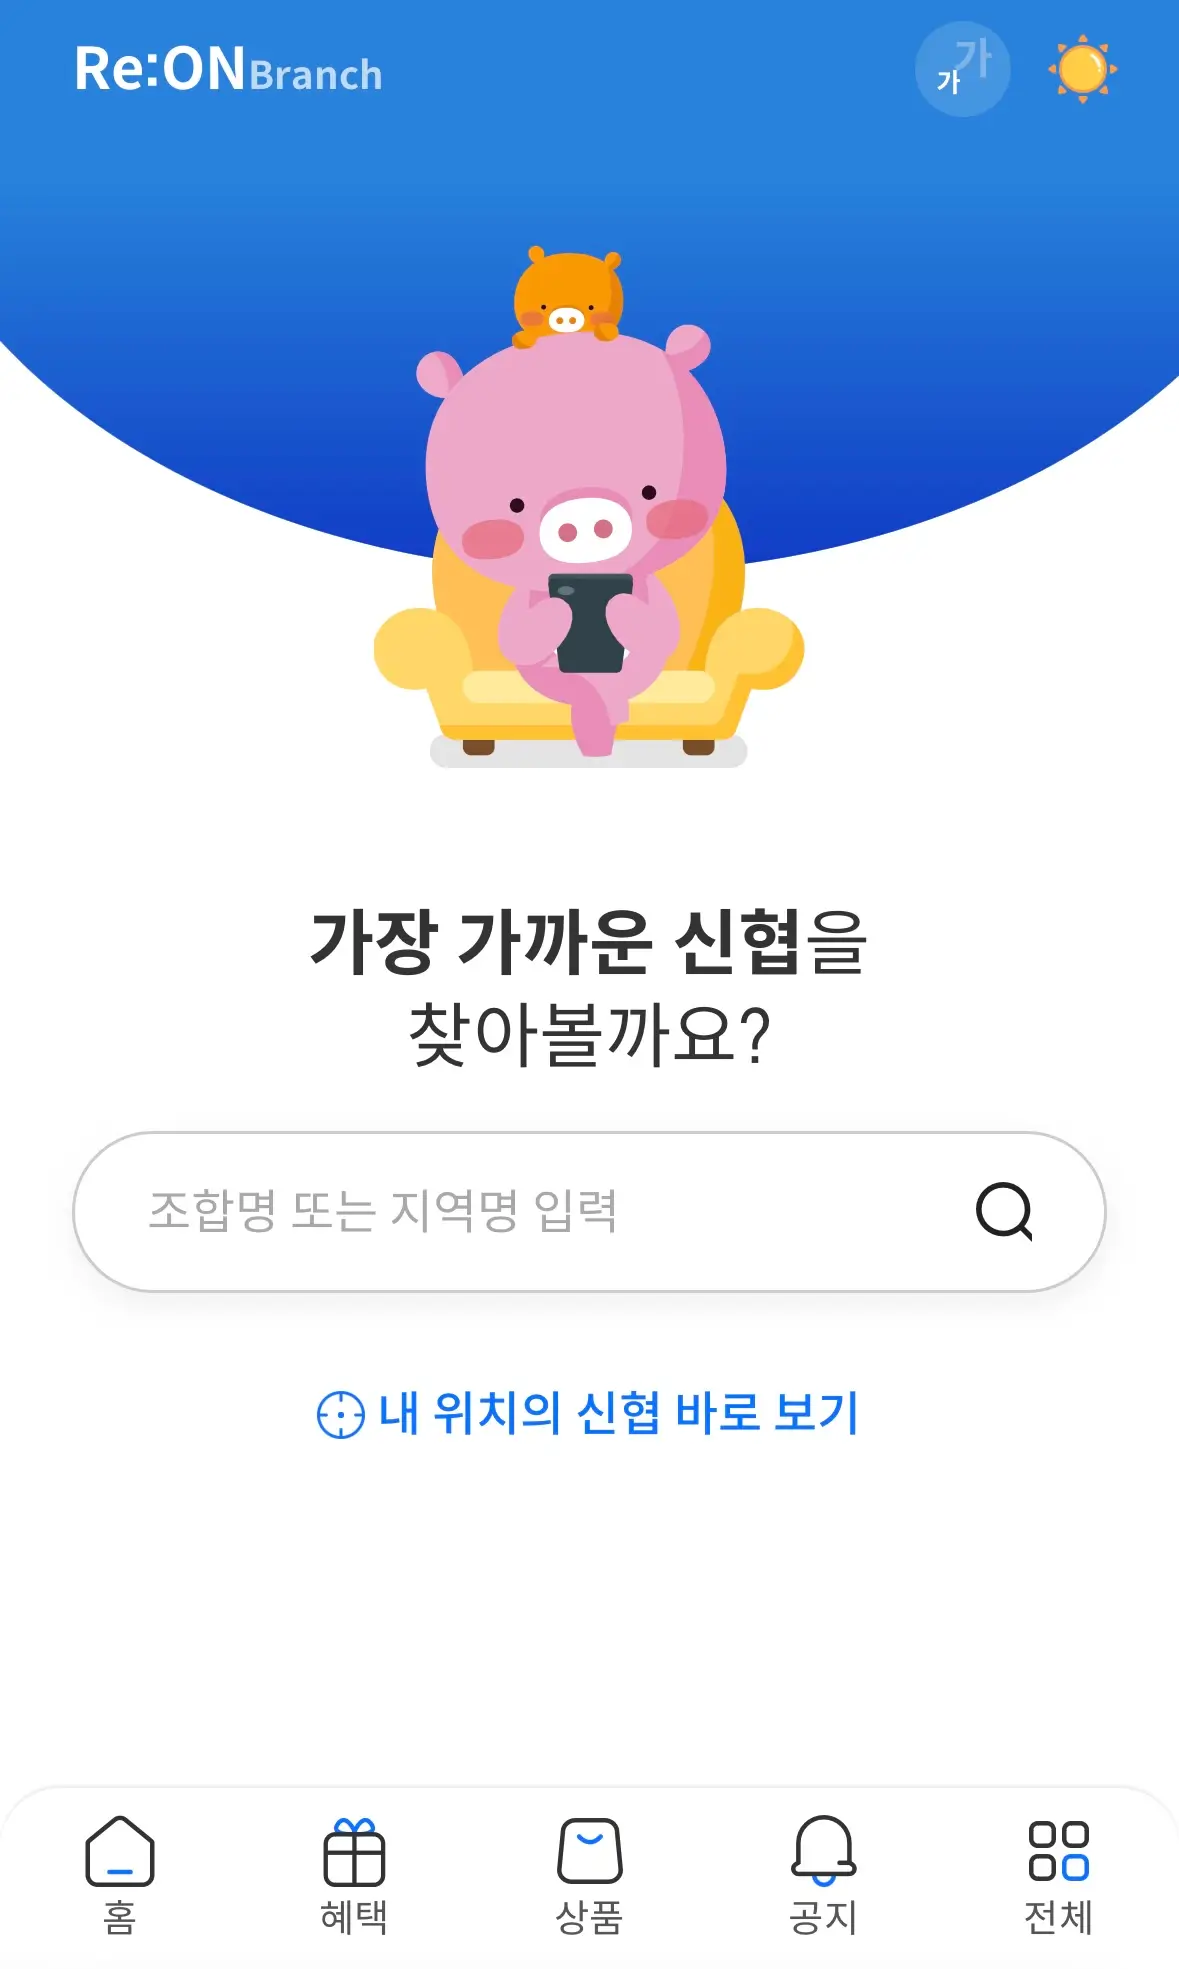 Re:ON Branch
가 가
가장 가까운 신협을
찾아볼까요?
조합명 또는 지역명 입력
내 위치의 신협 바로 보기
홈 혜택 상품 공지 전체